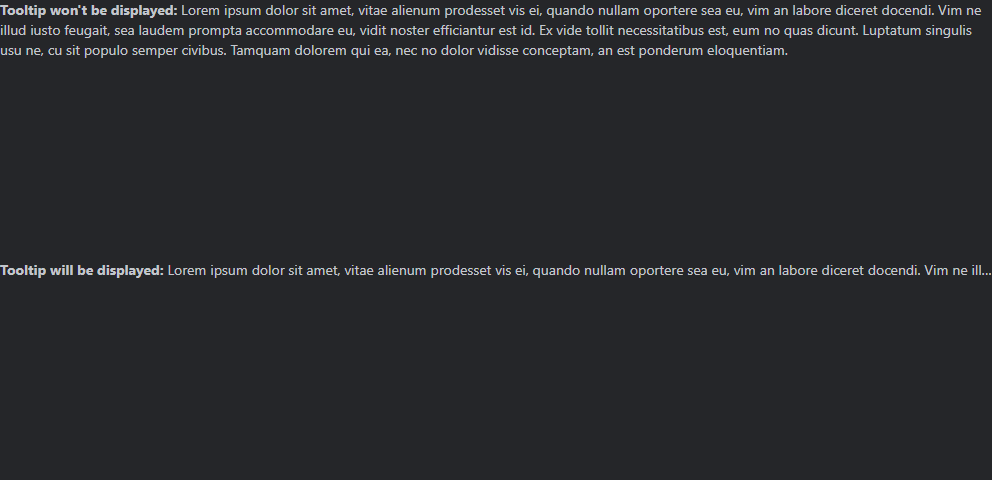 Tooltip won't be displayed: Lorem ipsum dolor sit amet, vitae alienum prodesset vis ei, quando nullam oportere sea eu, vim an labore diceret docendi. Vim ne
illud iusto feugait, sea laudem prompta accommodare eu, vidit noster efficiantur est id. Ex vide tollit necessitatibus est, eum no quas dicunt. Luptatum singulis
usu ne, cu sit populo semper civibus. Tamquam dolorem qui ea, nec no dolor vidisse conceptam, an est ponderum eloquentiam.
Tooltip will be displayed: Lorem ipsum dolor sit amet, vitae alienum prodesset vis ei, quando nullam oportere sea eu, vim an labore diceret docendi. Vim ne ill...